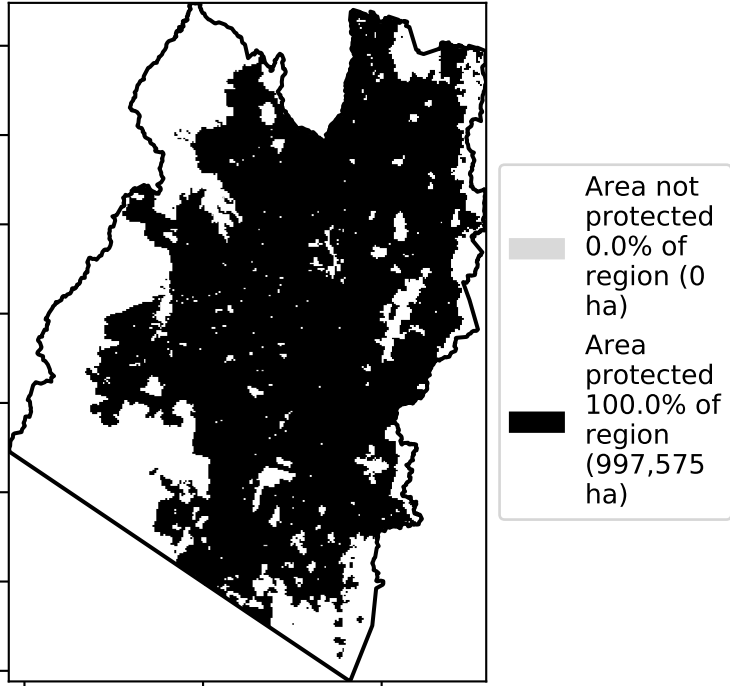 Area not
protected
0.0% of
region (0
ha)
Area
protected
100.0% of
region
(997,575
ha)